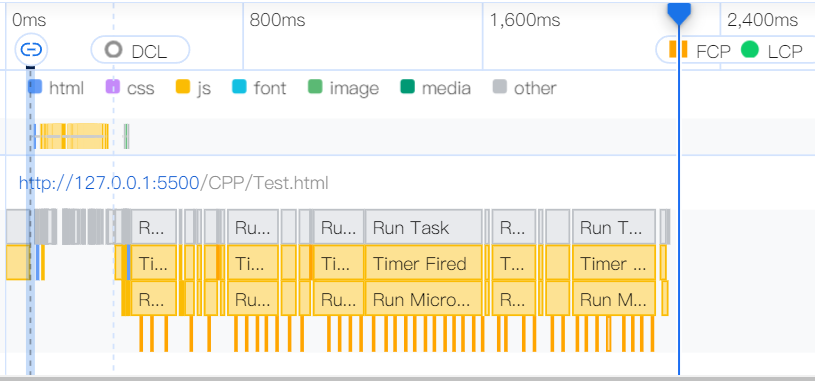 0ms 800ms 1,600ms 2,400ms
DCL FCP LCP
html css js font image media other
http://127.0.0.1:5500/CPP/Test.html
R... Ru... Ru... Run Task R... Run T...
Ti... Ti... Ti... Timer Fired T... Timer ...
R... Ru... Ru... Run Micro... R... Run M...